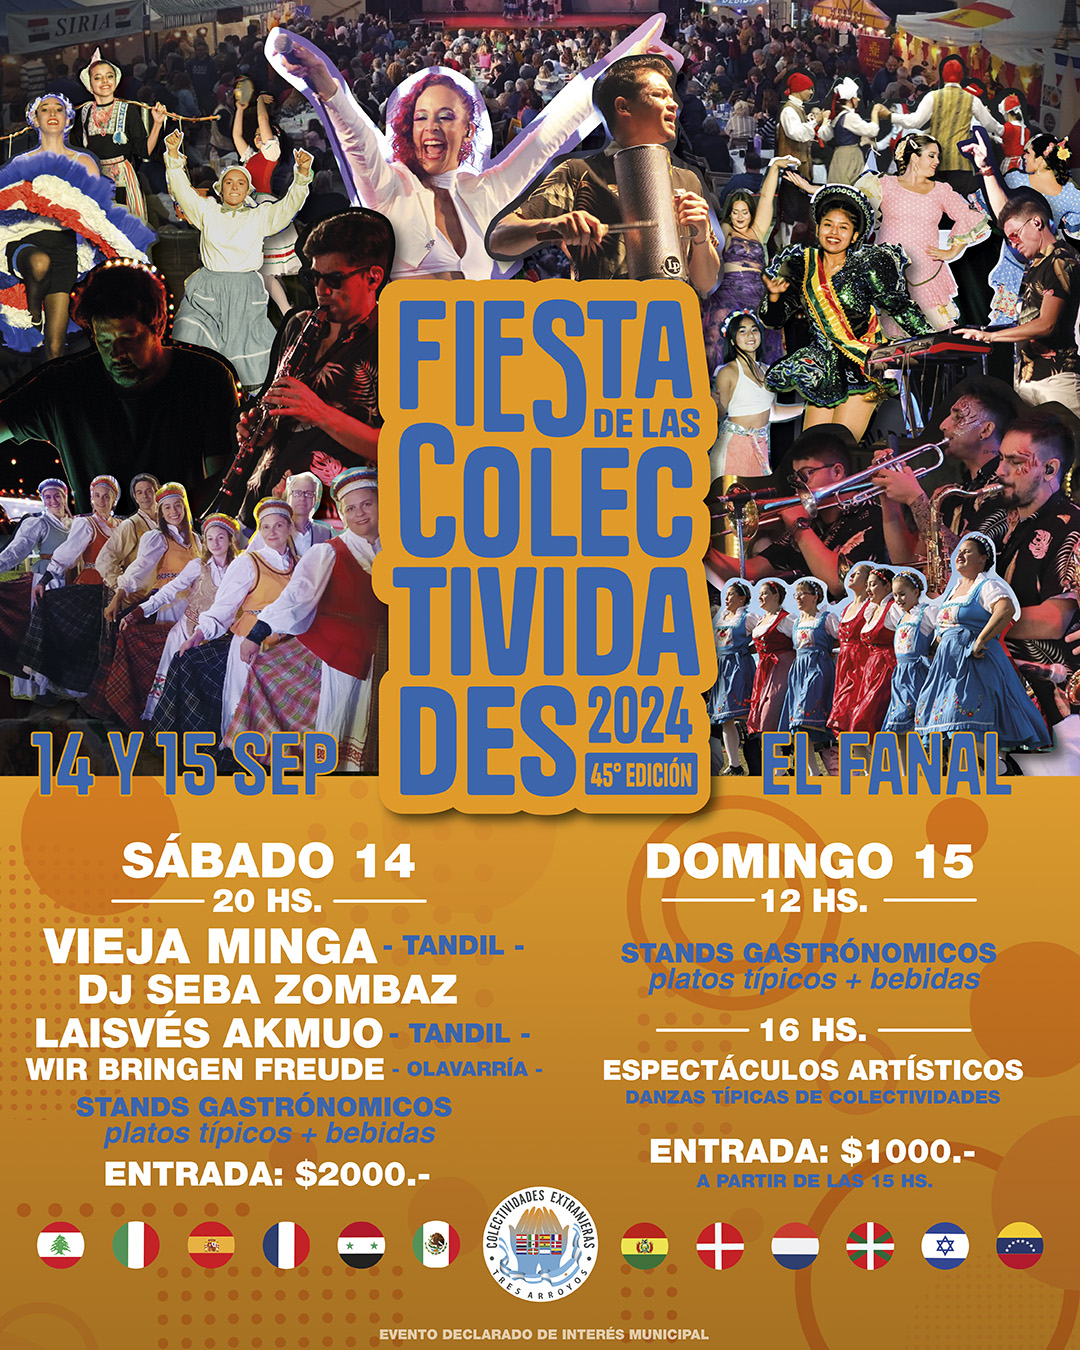 SIRIA
FIESTA
DE LAS
COLEC
TIVIDA
DES
2024
45° EDICIÓN
14 Y 15 SEP
EL FANAL
SÁBADO 14
20 HS.
VIEJA MINGA - TANDIL -
DJ SEBA ZOMBAZ
LAISVÉS AKMUO - TANDIL -
WIR BRINGEN FREUDE - OLAVARRÍA -
STANDS GASTRÓNOMICOS
platos típicos + bebidas
ENTRADA: $2000.-
DOMINGO 15
12 HS.
STANDS GASTRÓNOMICOS
platos típicos + bebidas
16 HS.
ESPECTÁCULOS ARTÍSTICOS
DANZAS TÍPICAS DE COLECTIVIDADES
ENTRADA: $1000.-
A PARTIR DE LAS 15 HS.
COLECTIVIDADES EXTRANJERAS
• TRES ARROYOS •
EVENTO DECLARADO DE INTERÉS MUNICIPAL
LP